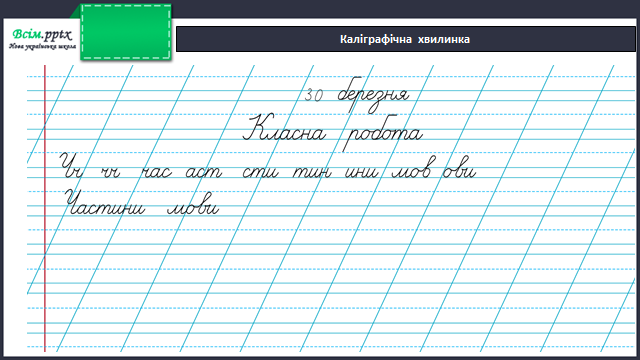 Всім.pptx
Нова українська школа
Каліграфічна хвилинка
30 березня
Класна робота
Чч чч час аст сти тин ини мов ови
Частини мови